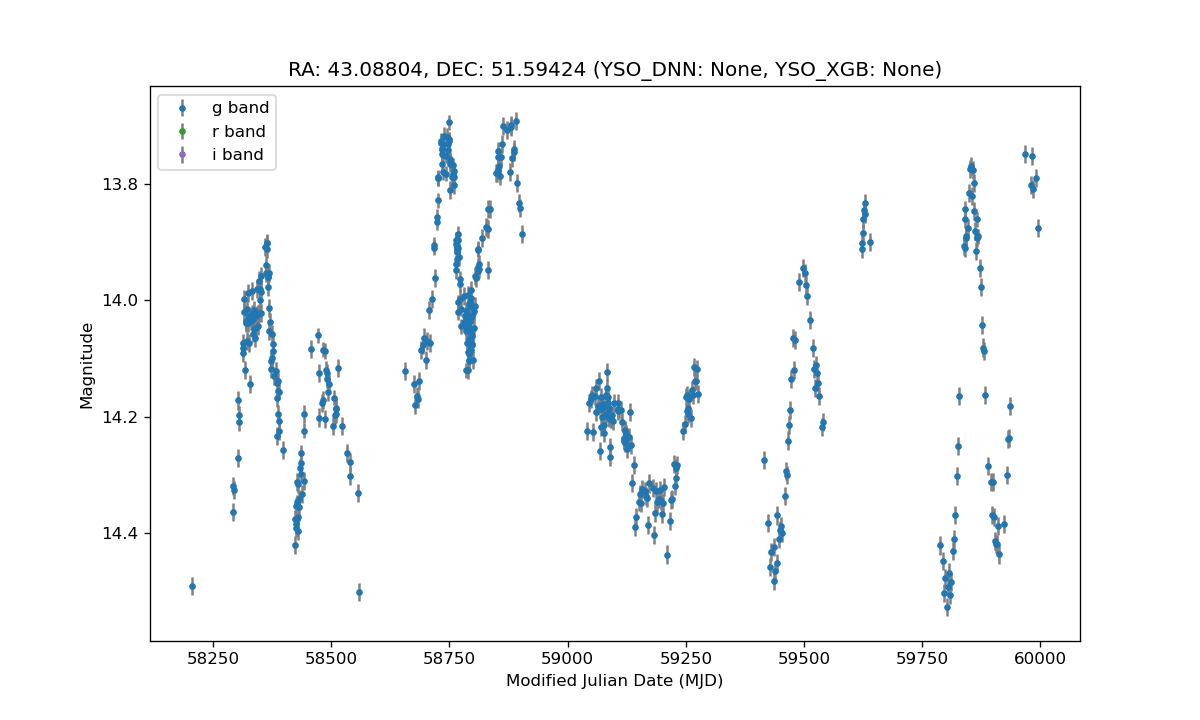 RA: 43.08804, DEC: 51.59424 (YSO_DNN: None, YSO_XGB: None)
g band
r band
i band
Magnitude
13.8
14.0
14.2
14.4
58250 58500 58750 59000 59250 59500 59750 60000
Modified Julian Date (MJD)